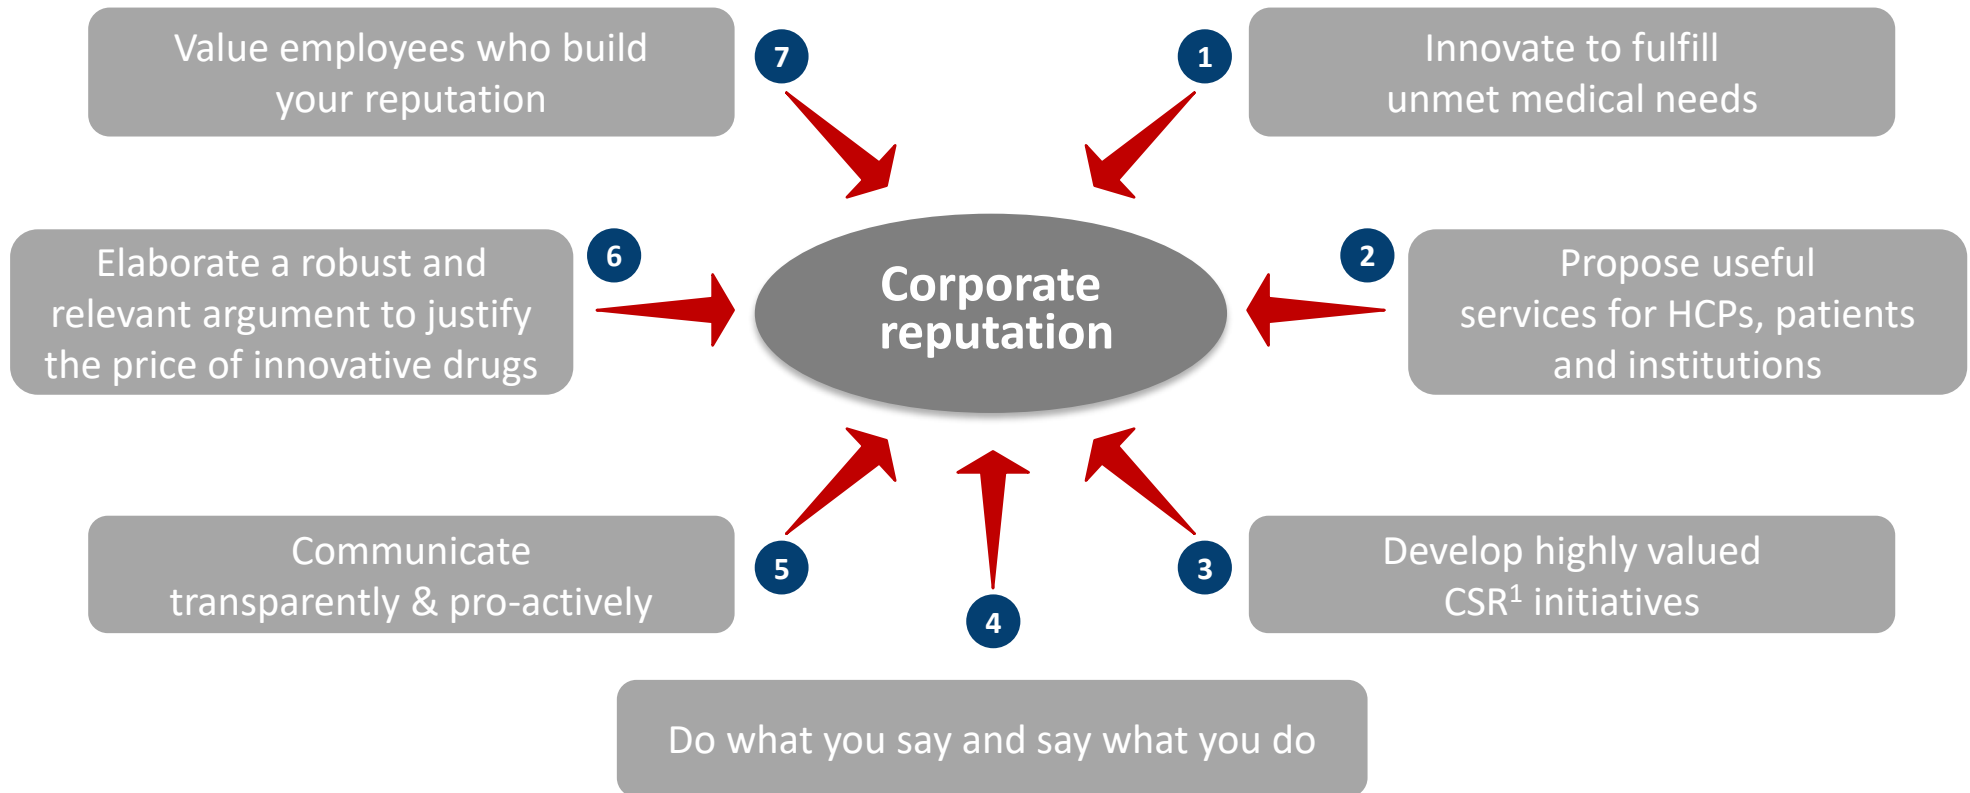 Value employees who build
your reputation
7
1
Innovate to fulfill
unmet medical needs
Elaborate a robust and
relevant argument to justify
the price of innovative drugs
6
Corporate
reputation
2
Propose useful
services for HCPs, patients
and institutions
Communicate
transparently & pro-actively
5
4
3
Develop highly valued
CSR¹ initiatives
Do what you say and say what you do